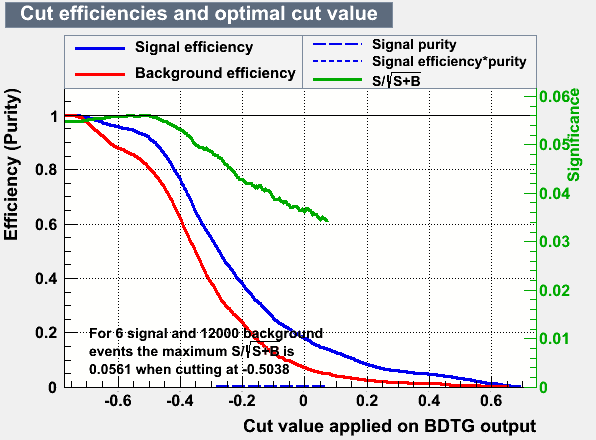 Cut efficiencies and optimal cut value
Signal efficiency
Background efficiency
Signal purity
Signal efficiency*purity
S/√S+B
Efficiency (Purity)
1
0.8
0.6
0.4
0.2
0
0.06
0.05
0.04
0.03
0.02
0.01
0
Significance
For 6 signal and 12000 background
events the maximum S/√S+B is
0.0561 when cutting at -0.5038
-0.6 -0.4 -0.2 0 0.2 0.4 0.6
Cut value applied on BDTG output